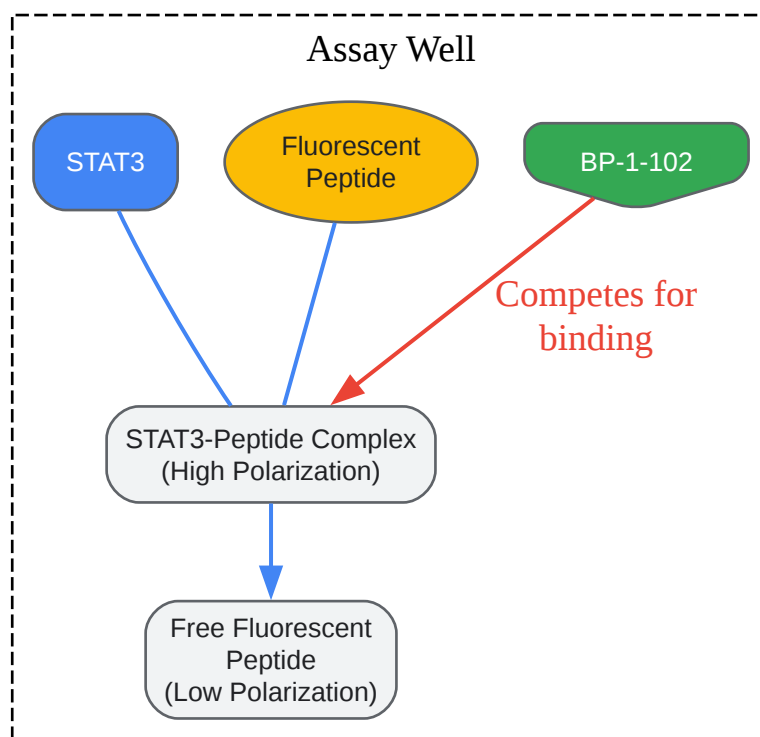 Assay Well
STAT3
Fluorescent
Peptide
BP-1-102
Competes for
binding
STAT3-Peptide Complex
(High Polarization)
Free Fluorescent
Peptide
(Low Polarization)